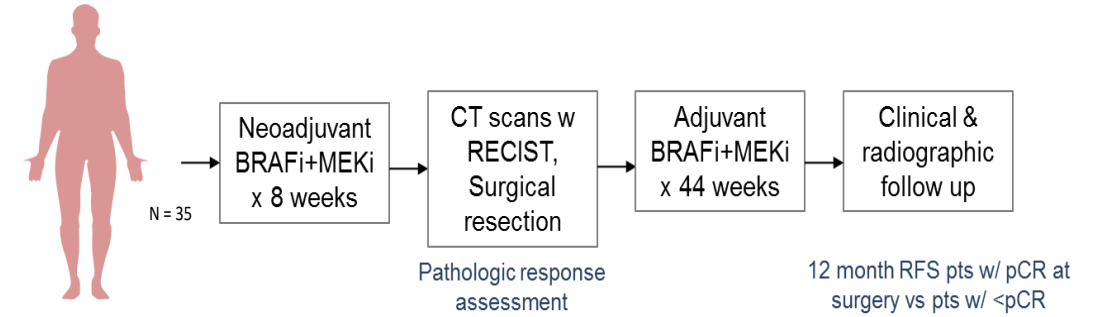 N = 35
Neoadjuvant
BRAFi+MEKi
x 8 weeks
CT scans w
RECIST,
Surgical
resection
Pathologic response
assessment
Adjuvant
BRAFi+MEKi
x 44 weeks
Clinical &
radiographic
follow up
12 month RFS pts w/ pCR at
surgery vs pts w/ <pCR